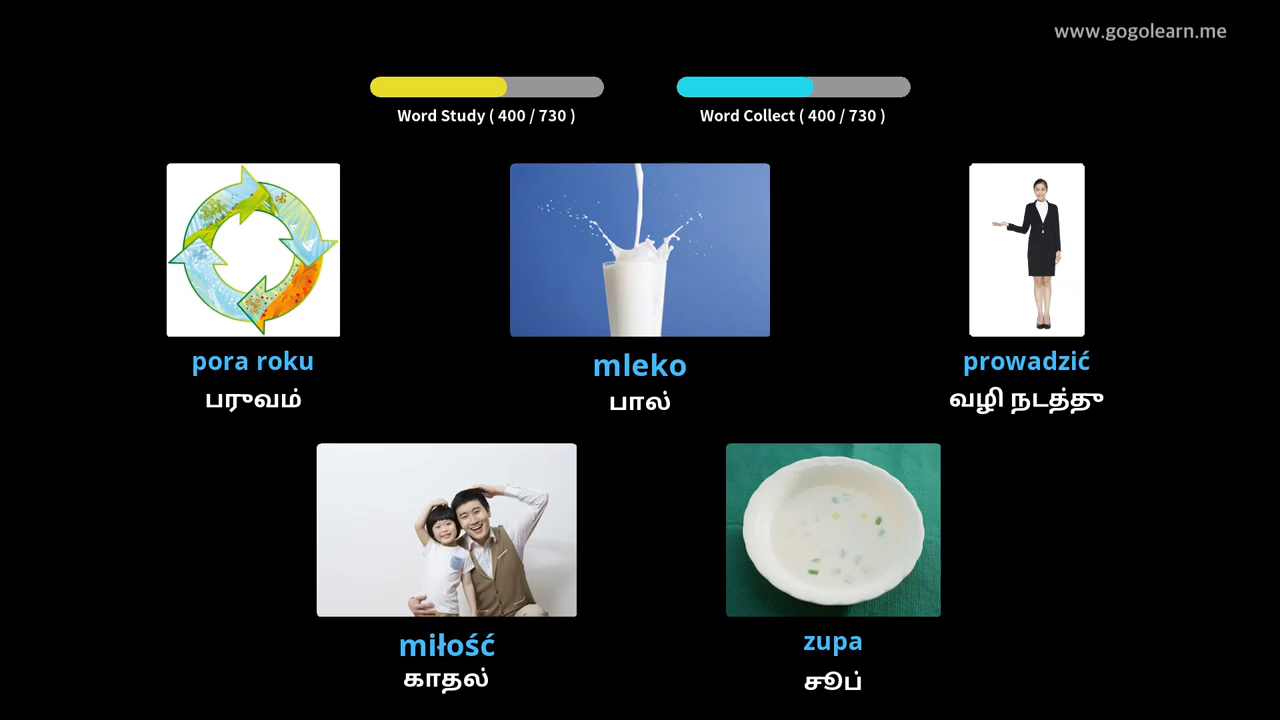 www.gogolearn.me
Word Study ( 400 / 730 )
Word Collect ( 400 / 730 )
pora roku
பருவம்
mleko
பால்
prowadzić
வழி நடத்து
miłość
காதல்
zupa
சூப்